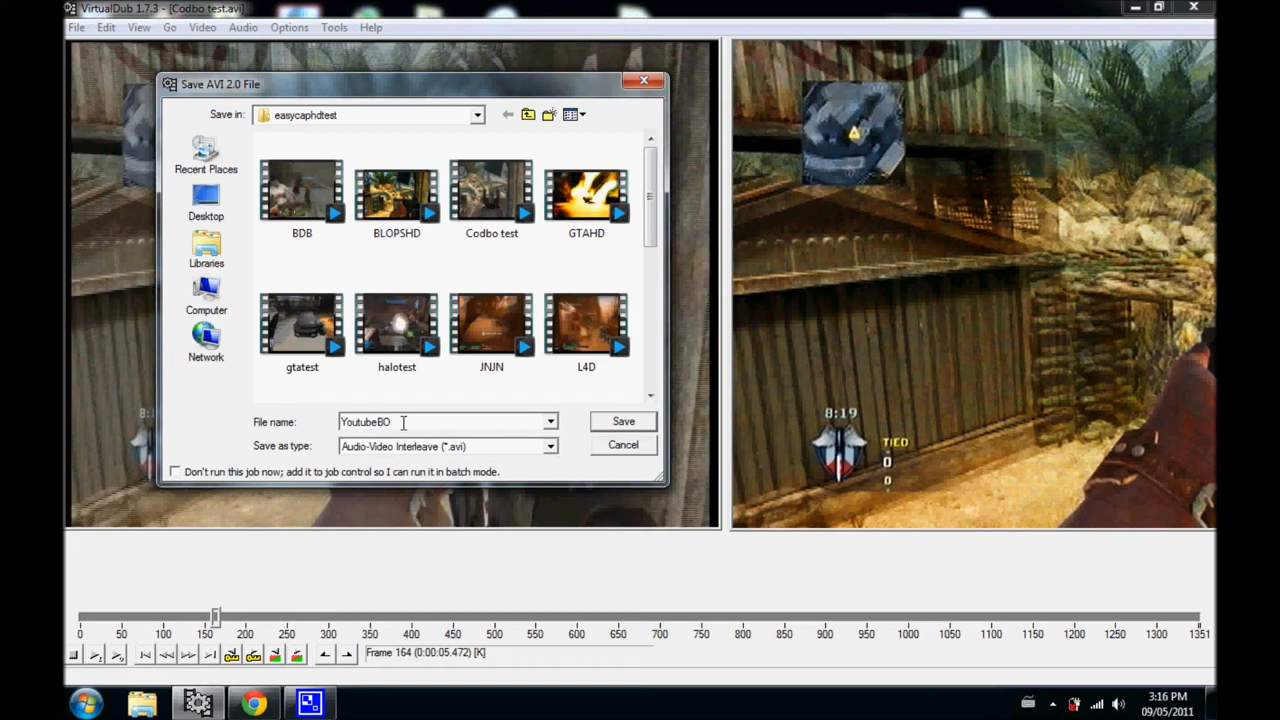 VirtualDub 1.7.3 - [Codbo test.avi]
File Edit View Go Video Audio Options Tools Help
Save AVI 2.0 File
Save in: easycaphdtest
Recent Places
Desktop
Libraries
Computer
Network
BDB BLOPSHD Codbo test GTAHD
gtatest halotest JNJN L4D
File name: YoutubeBO Save
Save as type: Audio-Video Interleave (*.avi) Cancel
Don't run this job now; add it to job control so I can run it in batch mode.
8:1
8:19
TIED
0
0
0 50 100 150 200 250 300 350 400 450 500 550 600 650 700 750 800 850 900 950 1000 1050 1100 1150 1200 1250 1300 1351
Frame 164 (0:00:05.472) [K]
3:16 PM
09/05/2011